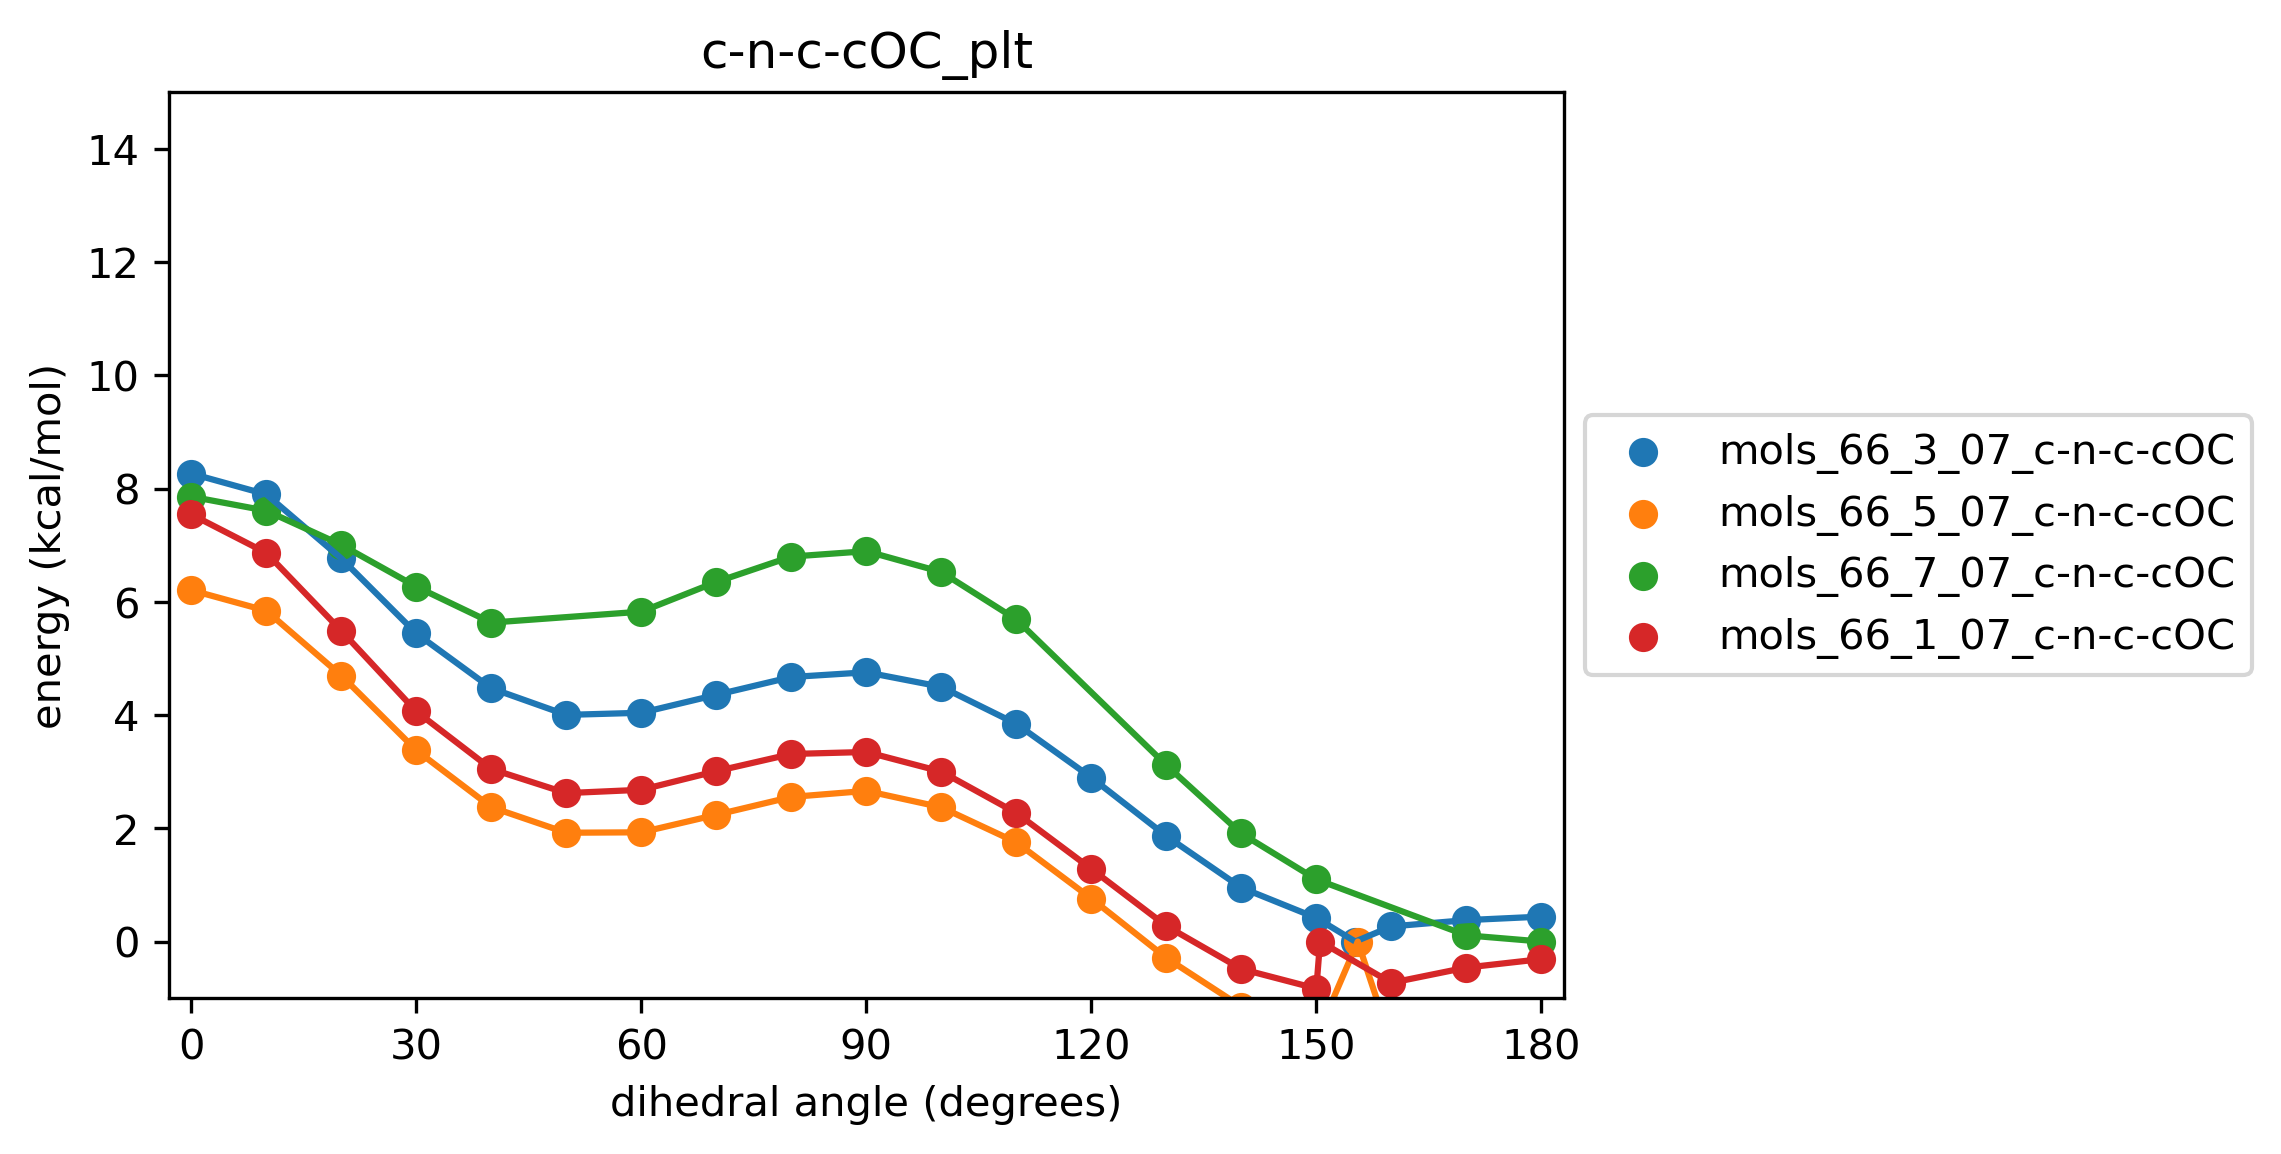 c-n-c-cOC_plt
14
12
10
8
6
4
2
0
energy (kcal/mol)
0 30 60 90 120 150 180
dihedral angle (degrees)
mols_66_3_07_c-n-c-cOC
mols_66_5_07_c-n-c-cOC
mols_66_7_07_c-n-c-cOC
mols_66_1_07_c-n-c-cOC